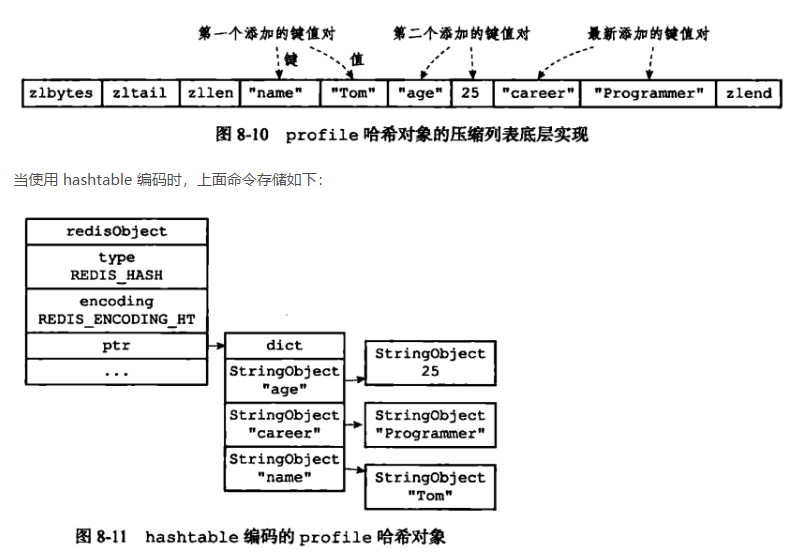 第一个添加的键值对 第二个添加的键值对 最新添加的键值对
键 值
zlbytes zltail zllen "name" "Tom" "age" 25 "career" "Programmer" zlend
图 8-10 profile 哈希对象的压缩列表底层实现
当使用 hashtable 编码时，上面命令存储如下：
redisObject
type
REDIS_HASH
encoding
REDIS_ENCODING_HT
ptr
...
dict
StringObject
"age"
StringObject
"career"
StringObject
"name"
StringObject
25
StringObject
"Programmer"
StringObject
"Tom"
图 8-11 hashtable 编码的 profile 哈希对象